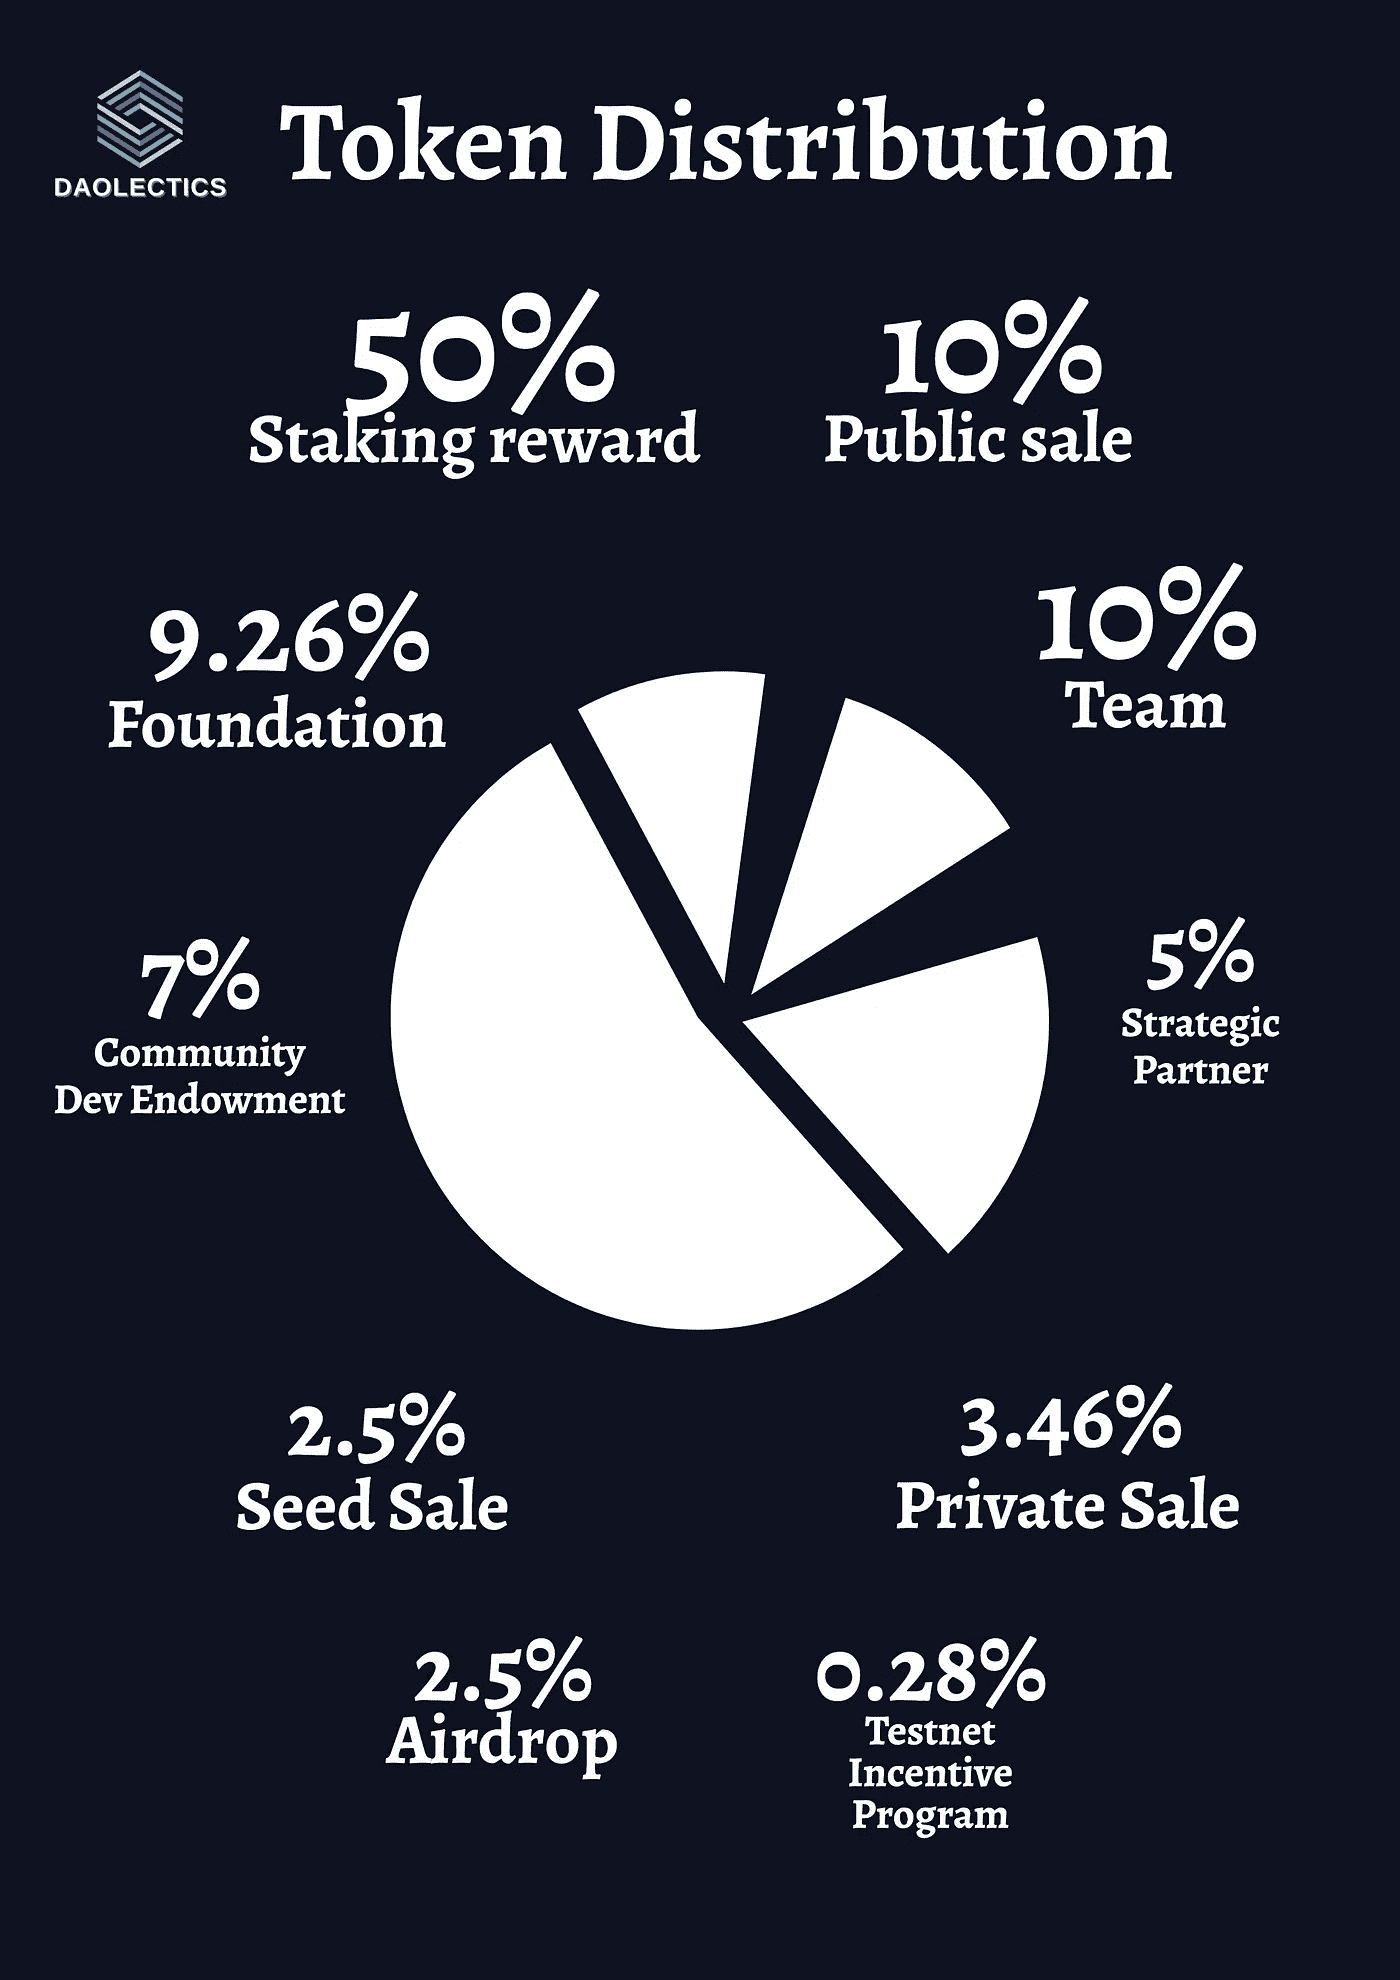 DAOLECTICS
Token Distribution
50%
Staking reward
10%
Public sale
9.26%
Foundation
10%
Team
7%
Community
Dev Endowment
5%
Strategic
Partner
2.5%
Seed Sale
3.46%
Private Sale
2.5%
Airdrop
0.28%
Testnet
Incentive
Program